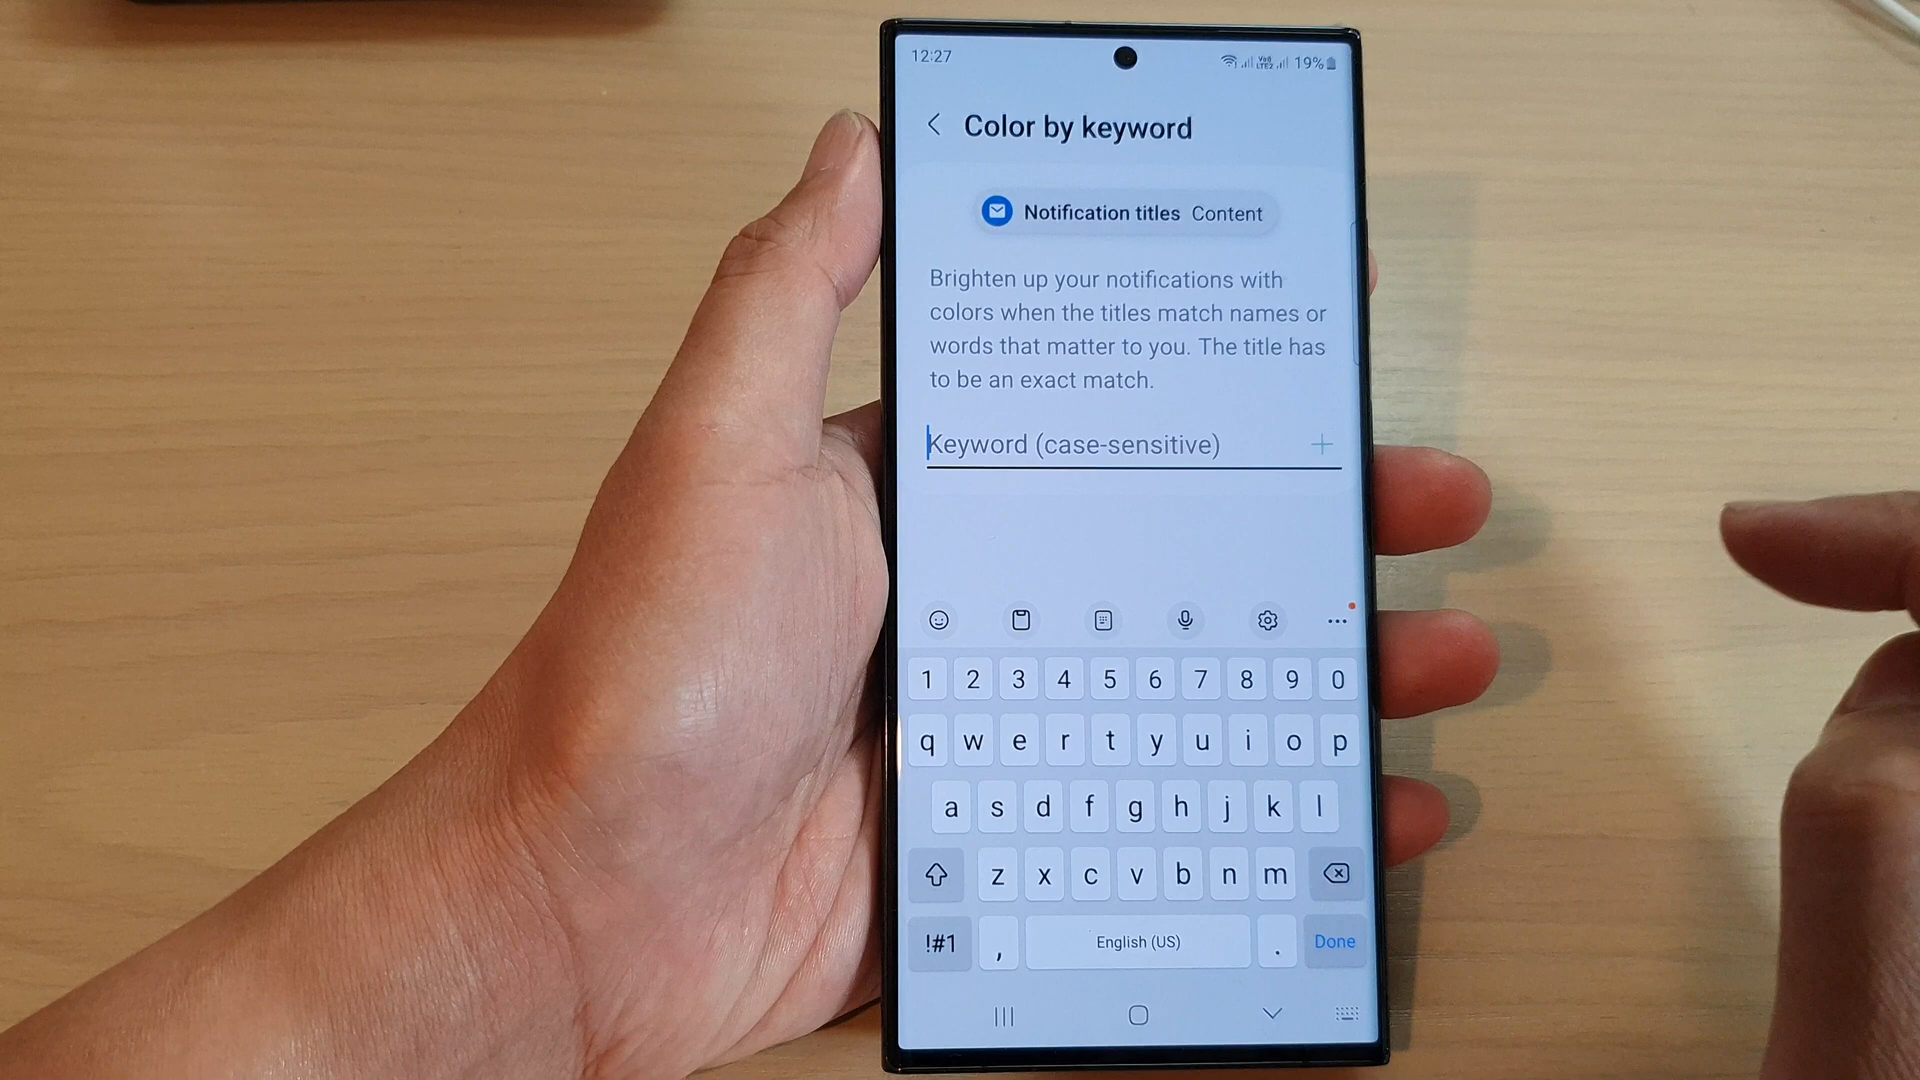 12:27
19%
Color by keyword
Notification titles Content
Brighten up your notifications with
colors when the titles match names or
words that matter to you. The title has
to be an exact match.
Keyword (case-sensitive)
1 2 3 4 5 6 7 8 9 0
q w e r t y u i o p
a s d f g h j k l
z x c v b n m
!#1 , English (US) . Done